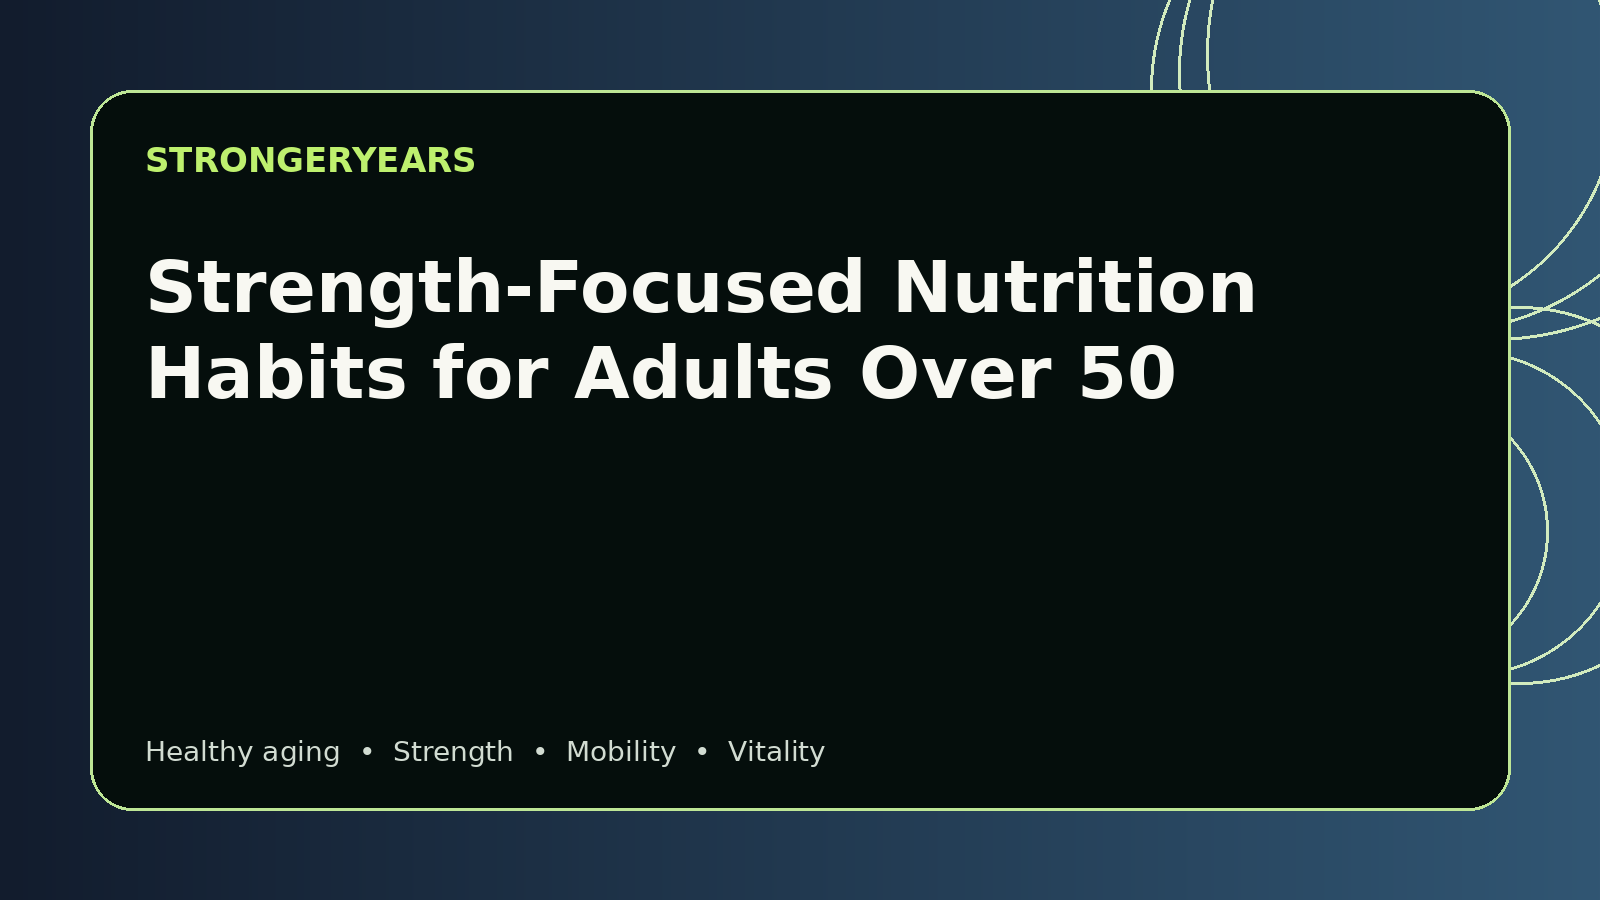 STRONGERYEARS
Strength-Focused Nutrition
Habits for Adults Over 50
Healthy aging • Strength • Mobility • Vitality